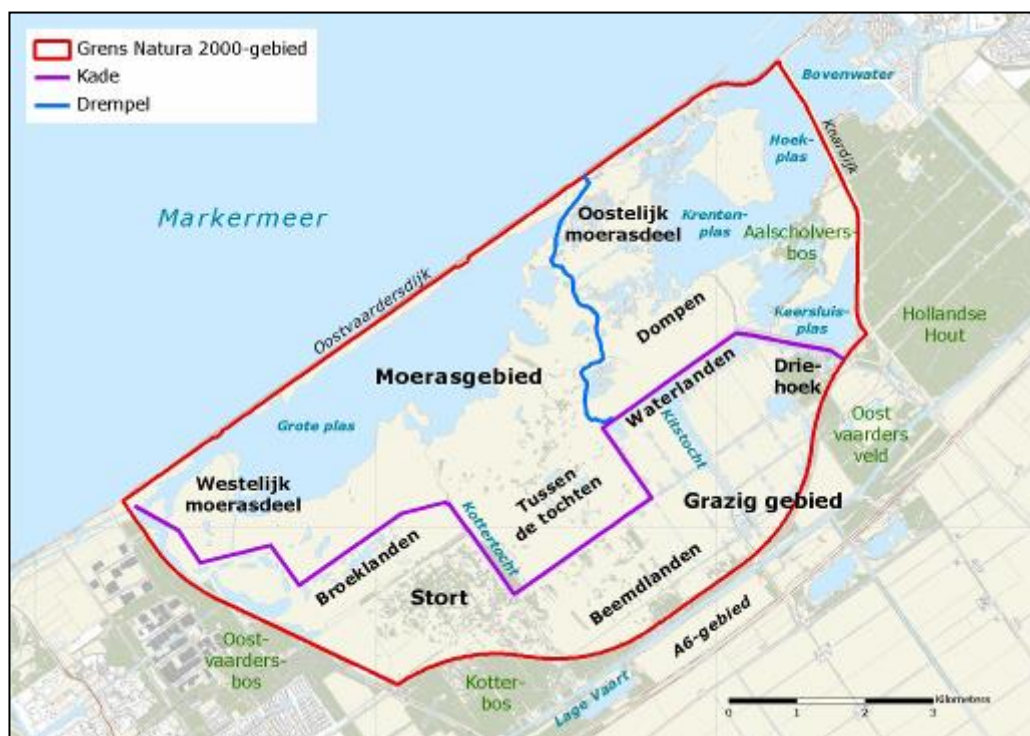 Grens Natura 2000-gebied
Kade
Drempel
Bovenwater
Hoek-
plas
Knardijk
Markermeer
Oostelijk
moerasdeel
Krenten-
plas
Aalscholvers-
bos
Oostvaardersdijk
Dompen
Keersluis-
plas
Hollandse
Hout
Moerasgebied
Waterlanden
Drie-
hoek
Grote plas
Kitstocht
Oost
vaarders
veld
Westelijk
moerasdeel
Tussen
de tochten
Grazig gebied
Kottertocht
Broeklanden
Stort
Beemdlanden
A6-gebied
Oost-
vaarders-
bos
Kotter-
bos
Lage Vaart
Kilometers
0 1 2 3